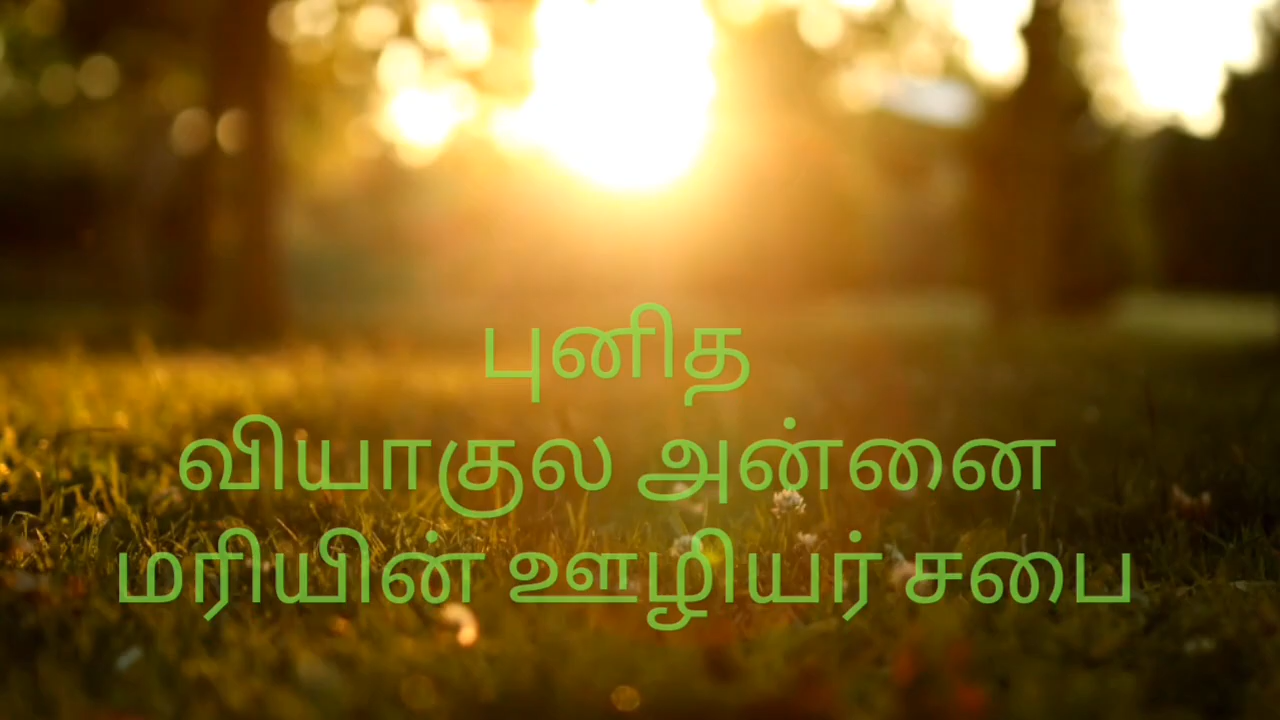 புனித
வியாகுல அன்னை
மரியின் ஊழியர் சபை